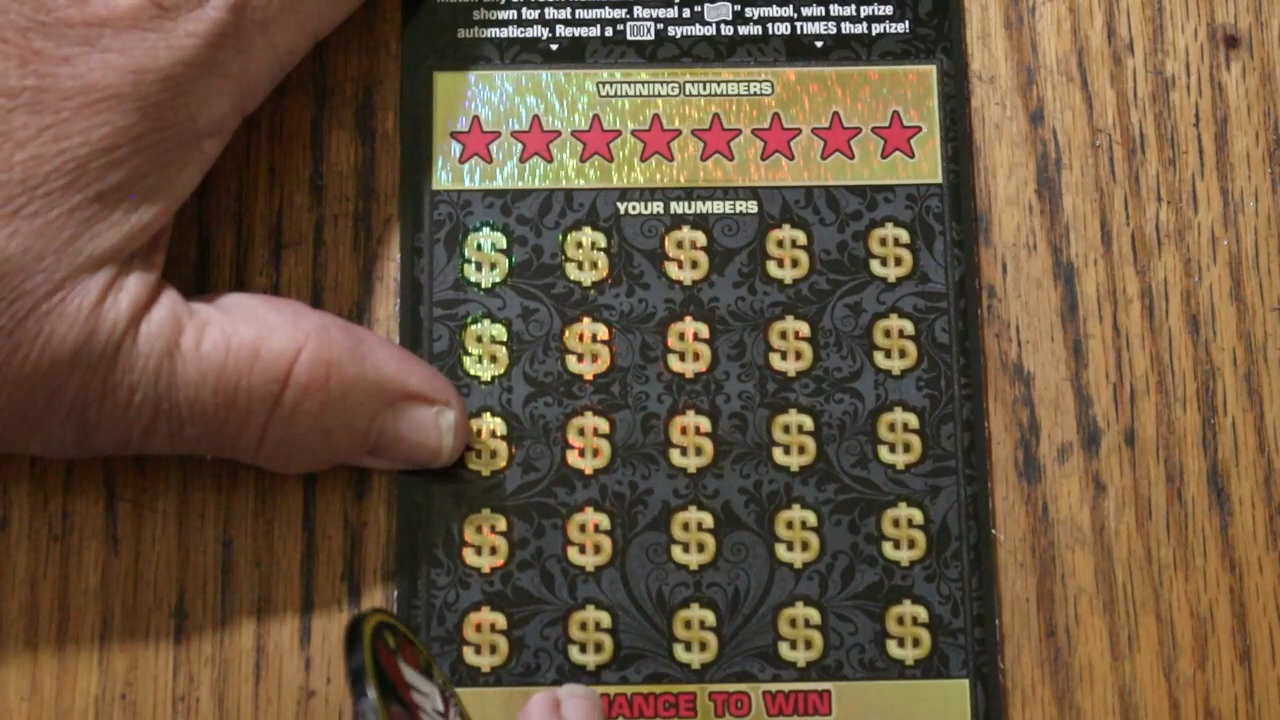 shown for that number. Reveal a “ ” symbol, win that prize
automatically. Reveal a “ 100X ” symbol to win 100 TIMES that prize!
WINNING NUMBERS
YOUR NUMBERS
$ $ $ $ $
$ $ $ $ $
$ $ $ $ $
$ $ $ $ $
$ $ $ $ $
TO WIN